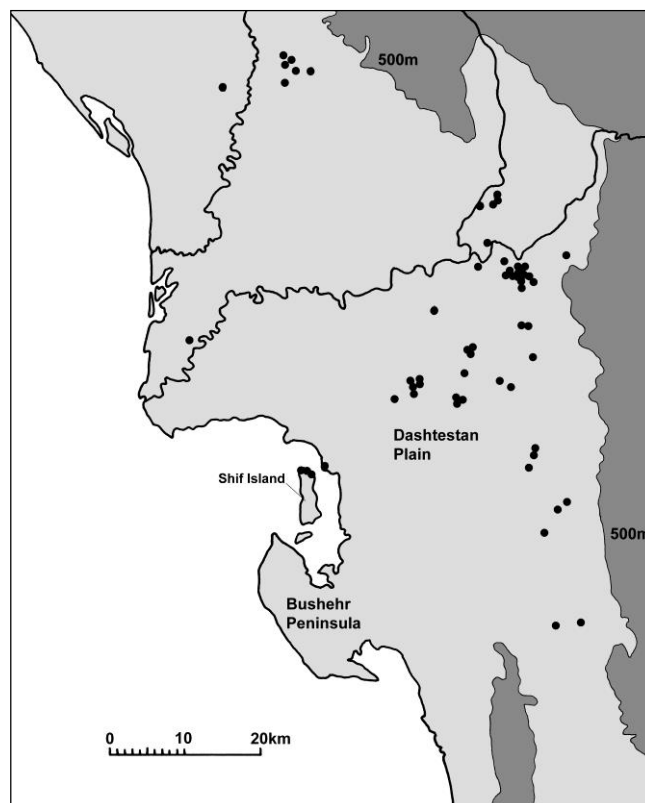 500m
Dashtestan
Plain
Shif Island
500m
Bushehr
Peninsula
0 10 20km